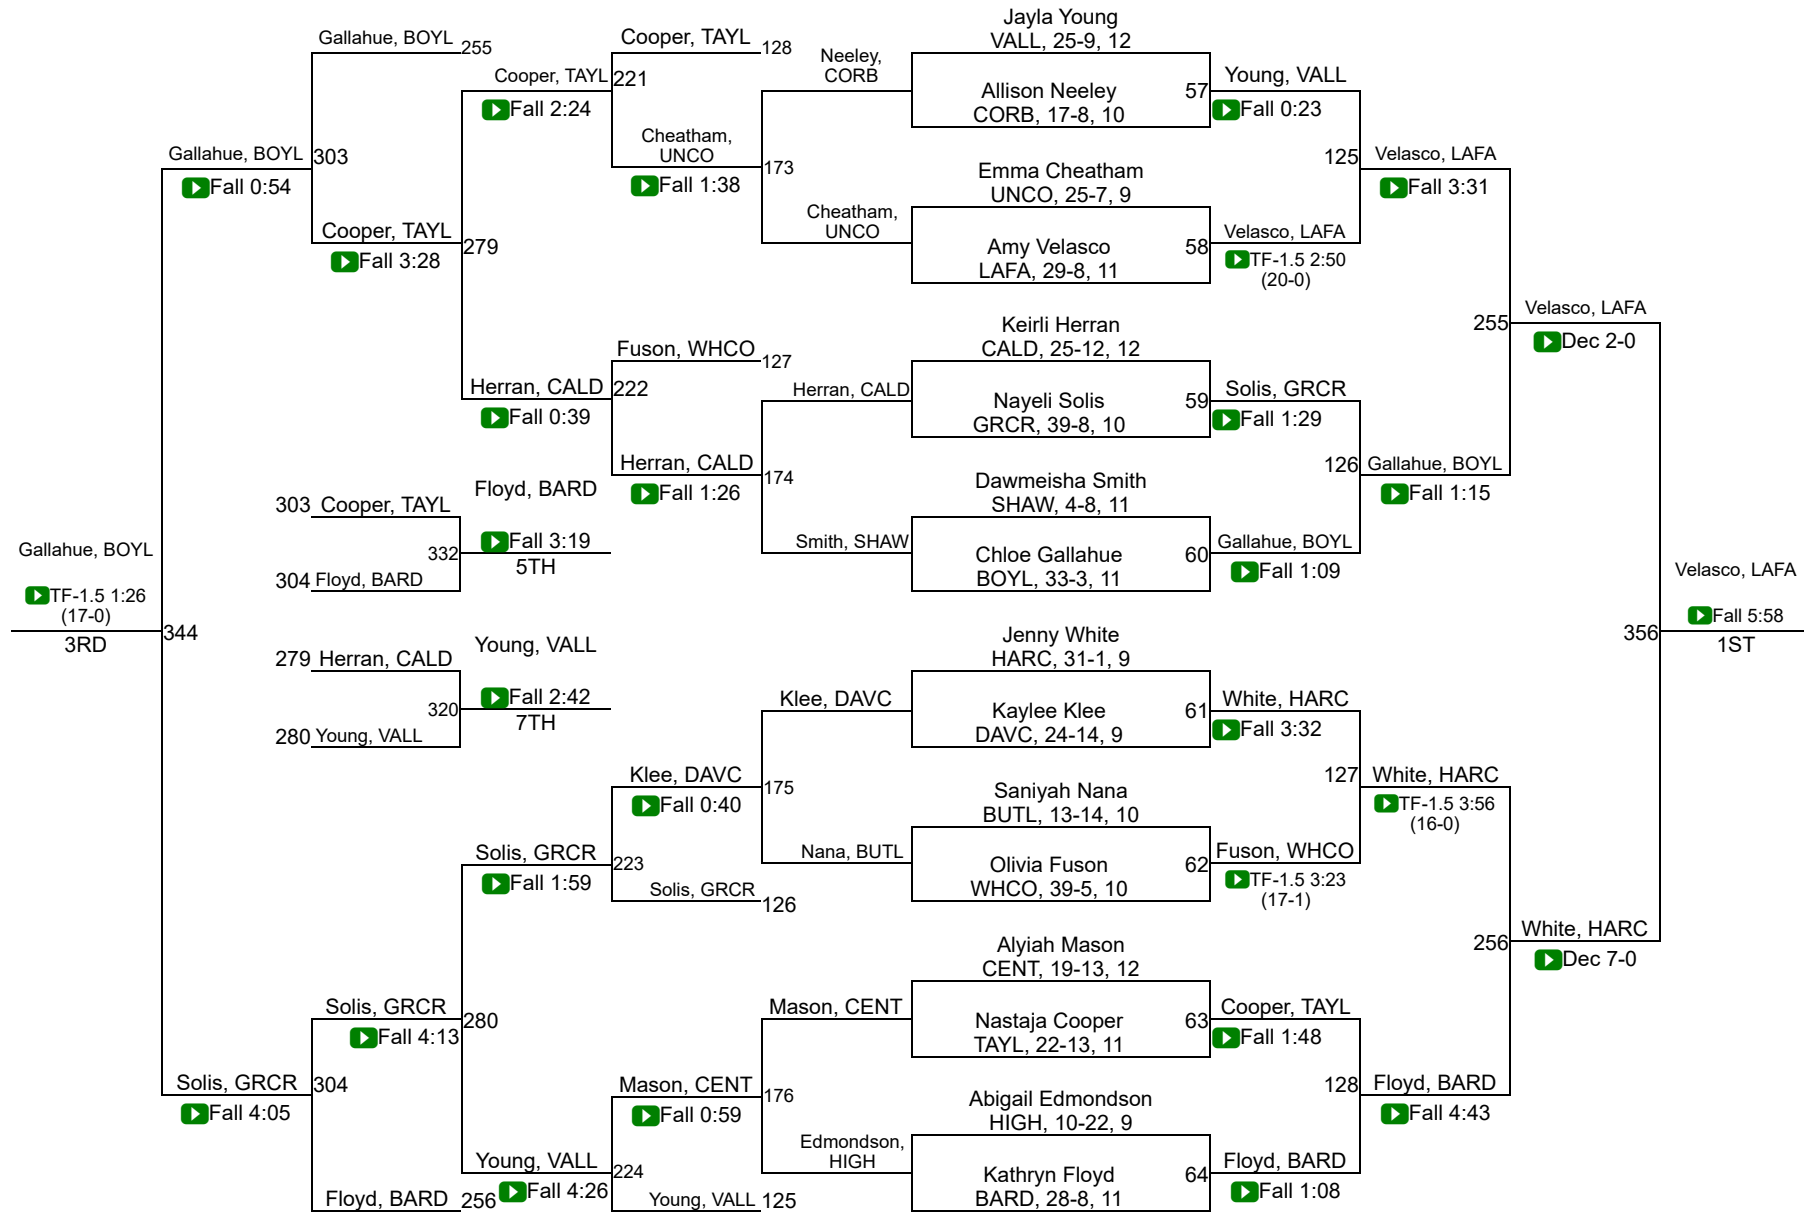 Gallahue, BOYL
255
Cooper, TAYL
221
Fall 2:24
Cooper, TAYL
128
Cheatham,
UNCO
Fall 1:38
173
Neeley,
CORB
Cheatham,
UNCO
Jayla Young
VALL, 25-9, 12
Allison Neeley
CORB, 17-8, 10
57
Young, VALL
Fall 0:23
Emma Cheatham
UNCO, 25-7, 9
Amy Velasco
LAFA, 29-8, 11
58
Velasco, LAFA
TF-1.5 2:50
(20-0)
125
Velasco, LAFA
Fall 3:31
Gallahue, BOYL
303
Fall 0:54
Cooper, TAYL
279
Fall 3:28
Herran, CALD
222
Fall 0:39
Fuson, WHCO
127
Herran, CALD
174
Fall 1:26
Herran, CALD
Smith, SHAW
Keirli Herran
CALD, 25-12, 12
Nayeli Solis
GRCR, 39-8, 10
59
Solis, GRCR
Fall 1:29
Dawmeisha Smith
SHAW, 4-8, 11
Chloe Gallahue
BOYL, 33-3, 11
60
Gallahue, BOYL
Fall 1:09
126
Gallahue, BOYL
Fall 1:15
255
Velasco, LAFA
Dec 2-0
303 Cooper, TAYL
304 Floyd, BARD
332
Floyd, BARD
Fall 3:19
5TH
Gallahue, BOYL
TF-1.5 1:26
(17-0)
3RD
344
279 Herran, CALD
280 Young, VALL
320
Young, VALL
Fall 2:42
7TH
Velasco, LAFA
Fall 5:58
1ST
356
Jenny White
HARC, 31-1, 9
Kaylee Klee
DAVC, 24-14, 9
61
White, HARC
Fall 3:32
Klee, DAVC
Klee, DAVC
175
Fall 0:40
Nana, BUTL
Saniyah Nana
BUTL, 13-14, 10
Olivia Fuson
WHCO, 39-5, 10
62
Fuson, WHCO
TF-1.5 3:23
(17-1)
127
White, HARC
TF-1.5 3:56
(16-0)
Solis, GRCR
223
Fall 1:59
Solis, GRCR
126
256
White, HARC
Dec 7-0
Solis, GRCR
280
Fall 4:13
Solis, GRCR
304
Fall 4:05
Mason, CENT
Mason, CENT
176
Fall 0:59
Edmondson,
HIGH
Alyiah Mason
CENT, 19-13, 12
Nastaja Cooper
TAYL, 22-13, 11
63
Cooper, TAYL
Fall 1:48
Abigail Edmondson
HIGH, 10-22, 9
Kathryn Floyd
BARD, 28-8, 11
64
Floyd, BARD
Fall 1:08
128
Floyd, BARD
Fall 4:43
Young, VALL
224
Fall 4:26
Young, VALL
125
Floyd, BARD
256